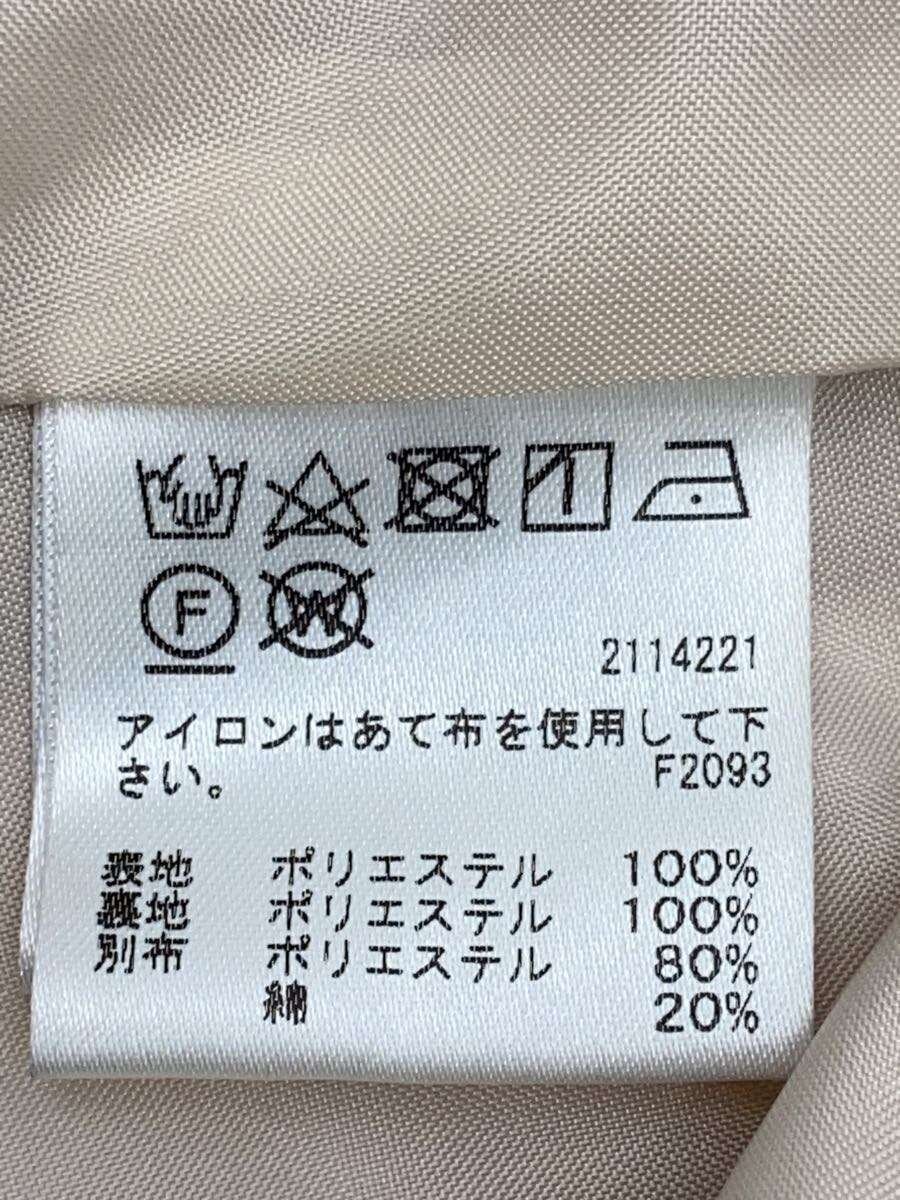 F W
2114221
アイロンはあて布を使用して下
さい。 F2093
表地 ポリエステル 100%
裏地 ポリエステル 100%
別布 ポリエステル 80%
綿 20%